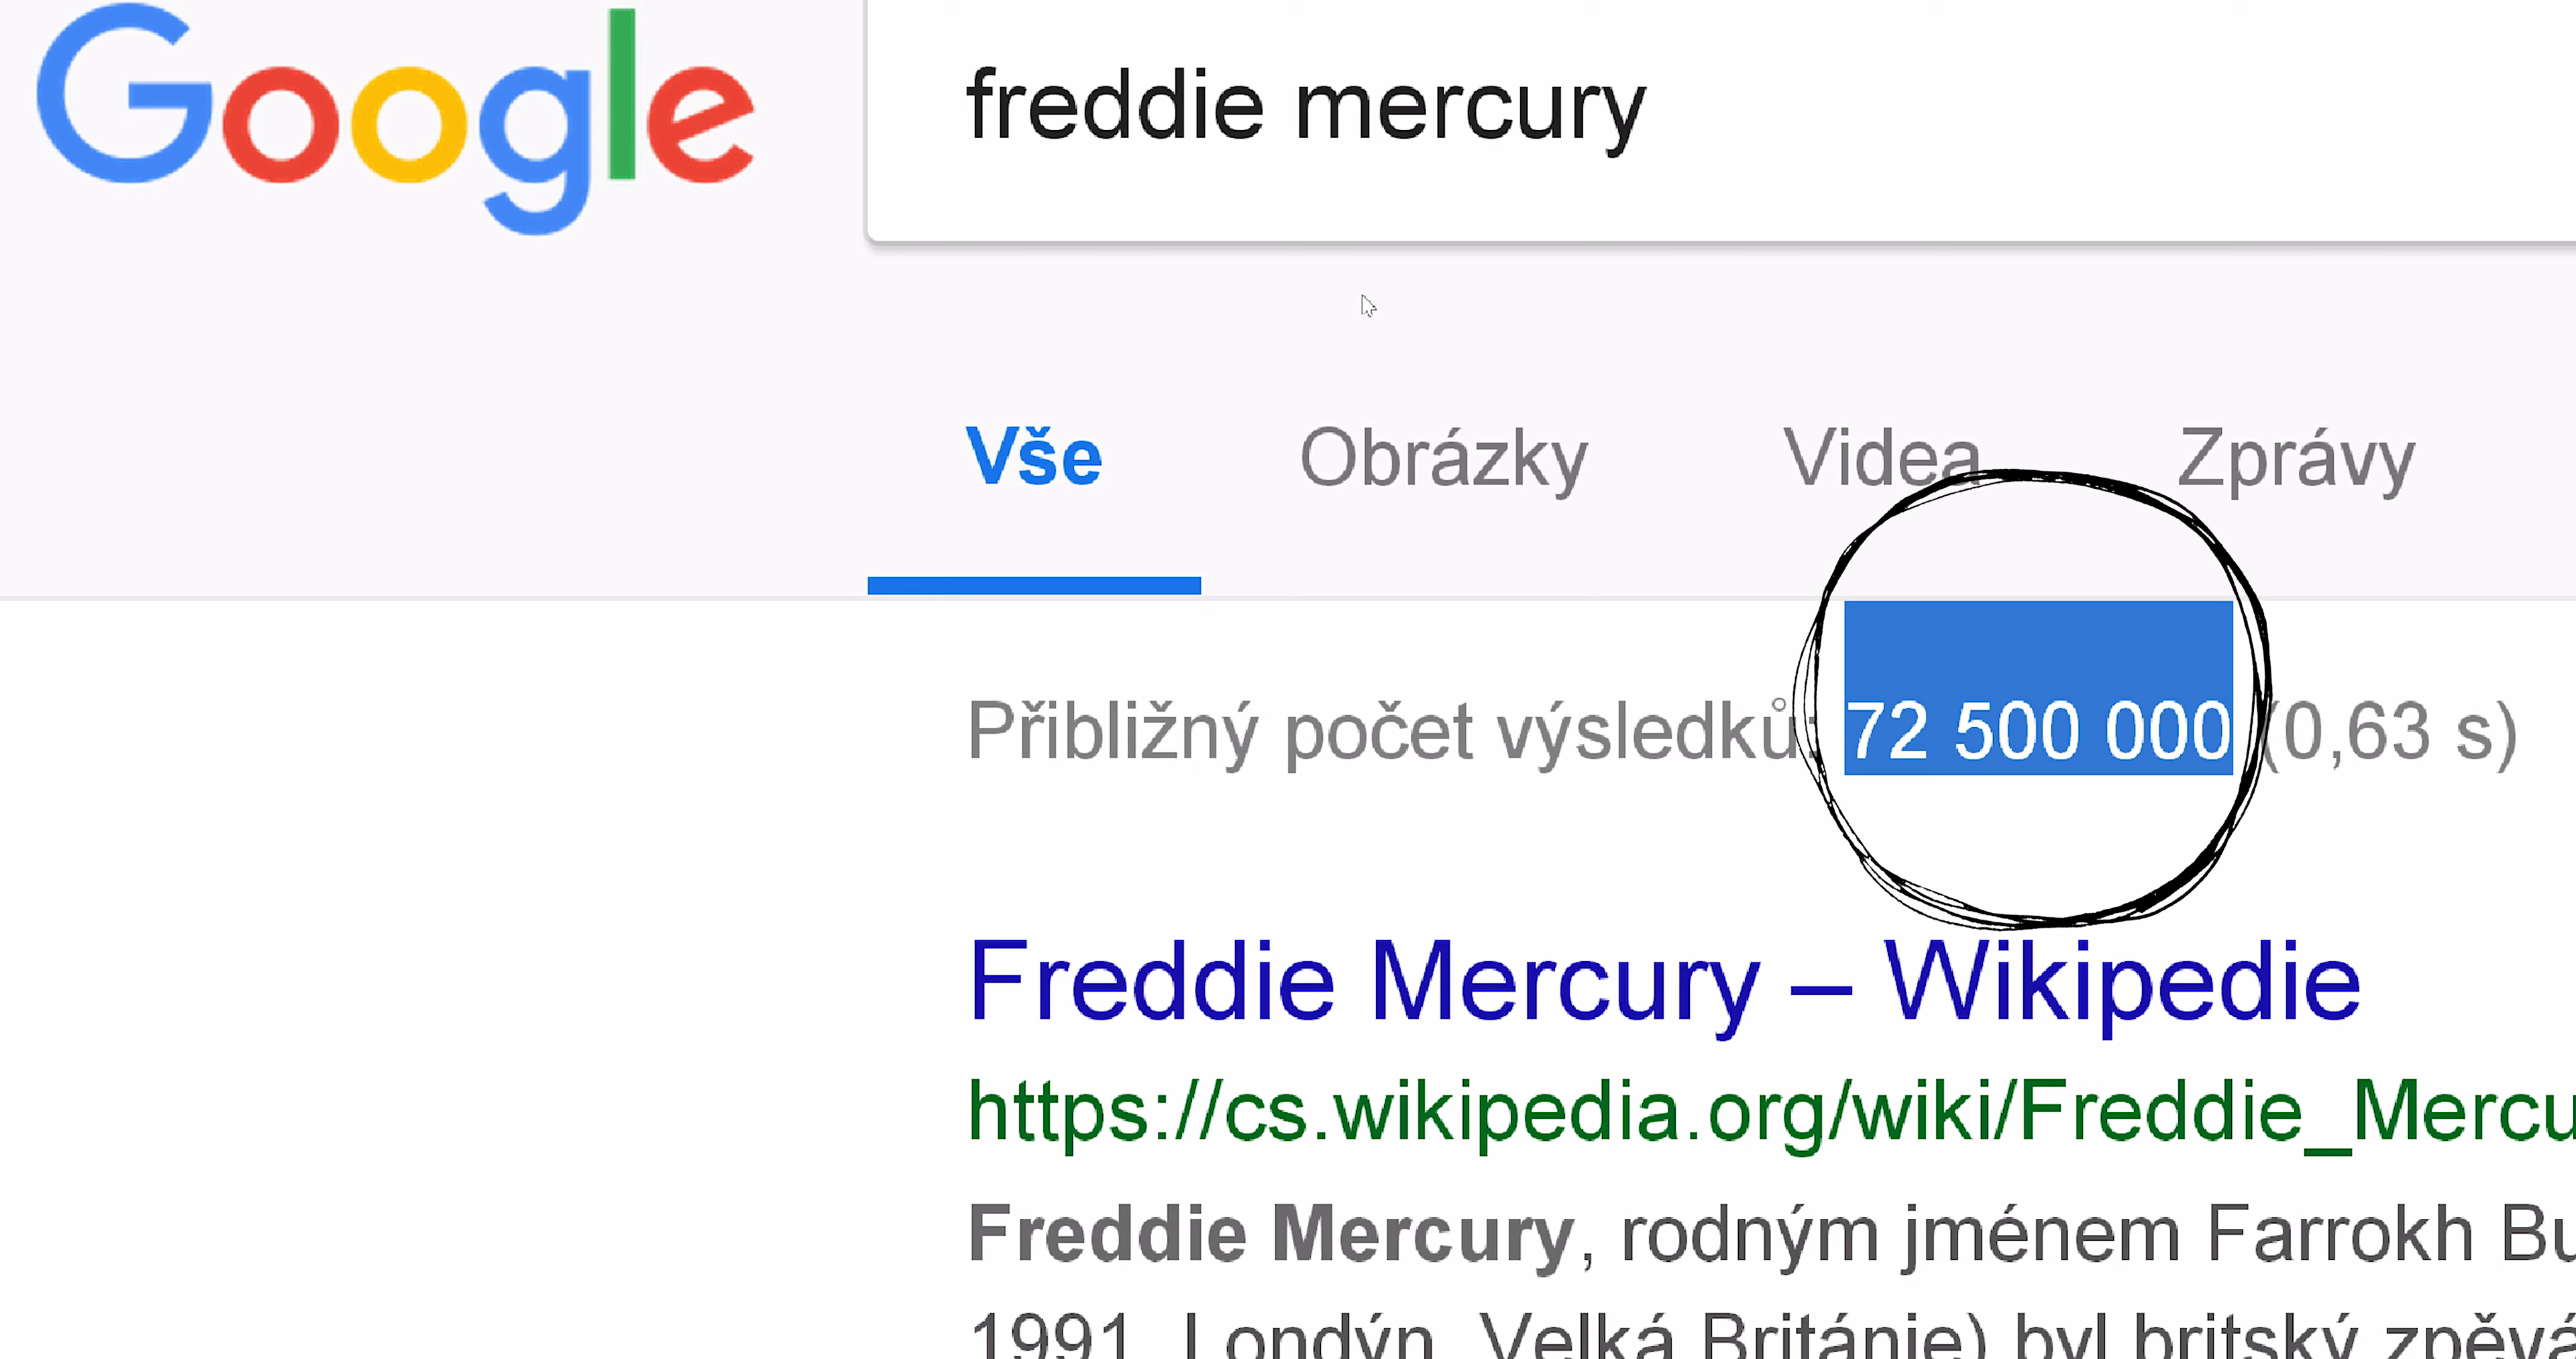 Google
freddie mercury
Vše Obrázky Videa Zprávy
Přibližný počet výsledků: 72 500 000 (0,63 s)
Freddie Mercury – Wikipedie
https://cs.wikipedia.org/wiki/Freddie_Mercu
Freddie Mercury, rodným jménem Farrokh Bu
1991, Londýn, Velká Británie) byl britský zpěvá